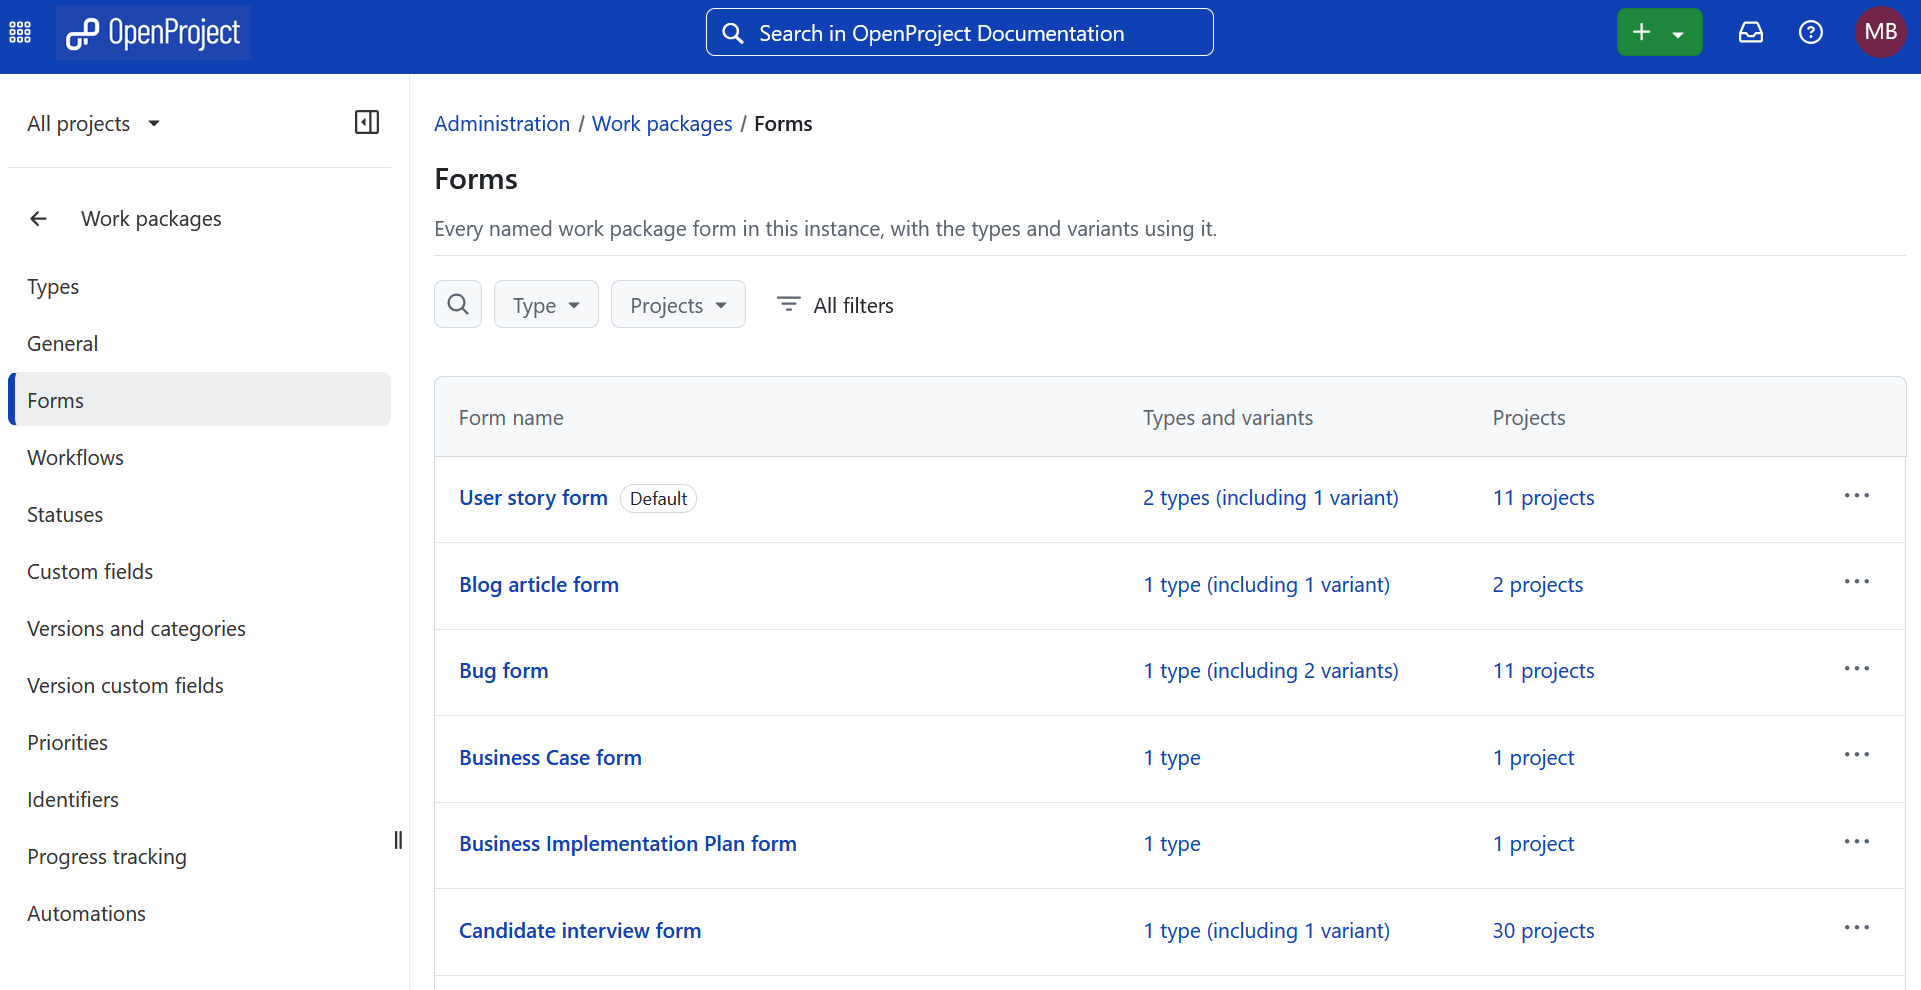 OpenProject
Search in OpenProject Documentation
MB
All projects
Work packages
Types
General
Forms
Workflows
Statuses
Custom fields
Versions and categories
Version custom fields
Priorities
Identifiers
Progress tracking
Automations
Administration / Work packages / Forms
Forms
Every named work package form in this instance, with the types and variants using it.
Type Projects All filters
Form name Types and variants Projects
User story form Default 2 types (including 1 variant) 11 projects
Blog article form 1 type (including 1 variant) 2 projects
Bug form 1 type (including 2 variants) 11 projects
Business Case form 1 type 1 project
Business Implementation Plan form 1 type 1 project
Candidate interview form 1 type (including 1 variant) 30 projects